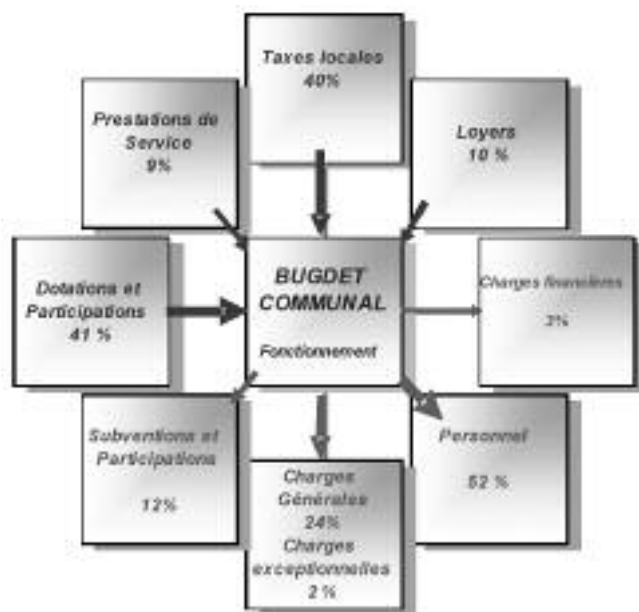 Taxes locales
40%
Prestations de
Service
9%
Loyers
10 %
Dotations et
Participations
41 %
BUGDET
COMMUNAL
Fonctionnement
Charges financières
3%
Subventions et
Participations
12%
Charges
Générales
24%
Charges
exceptionnelles
2 %
Personnel
52 %